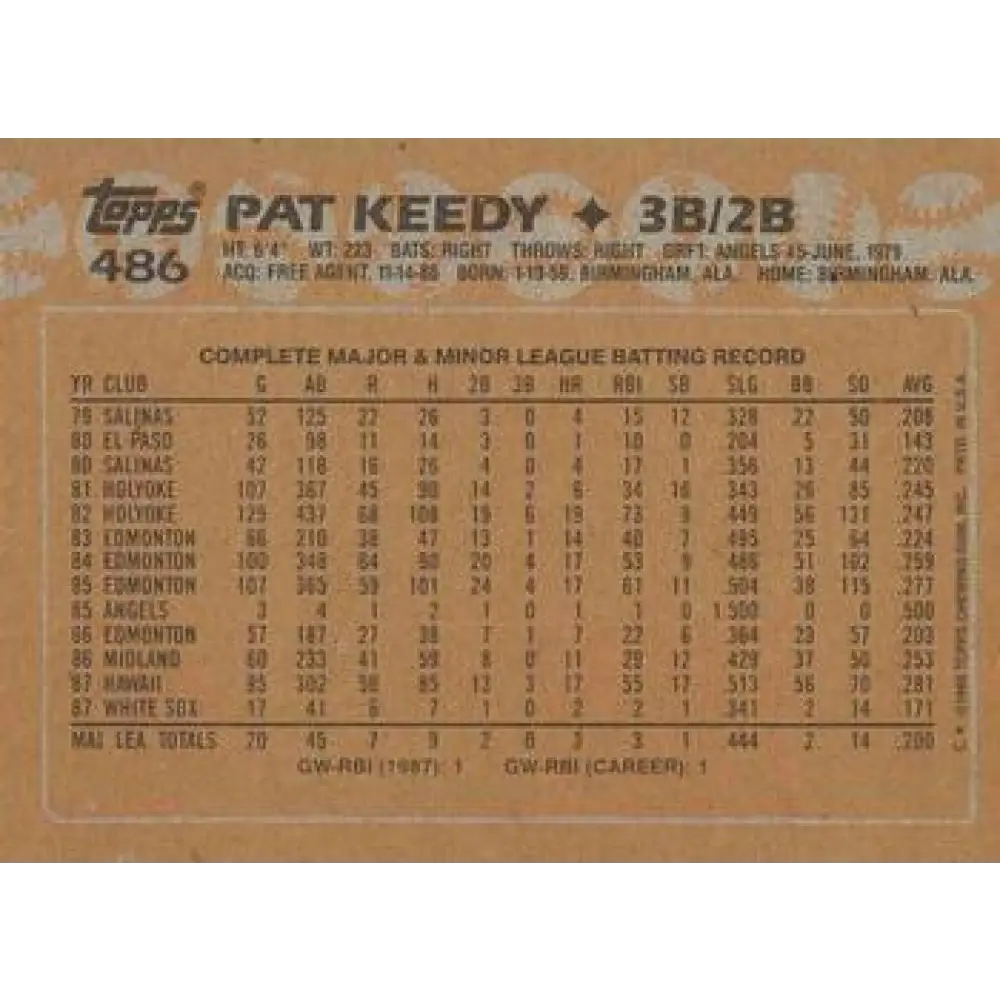 Topps® PAT KEEDY ✦ 3B/2B
486 HT: 6'4" WT: 223 BATS: RIGHT THROWS: RIGHT DRFT: ANGELS #5-JUNE, 1979
ACQ: FREE AGENT, 11-14-86 BORN: 1-10-58, BIRMINGHAM, ALA. HOME: BIRMINGHAM, ALA.
COMPLETE MAJOR & MINOR LEAGUE BATTING RECORD
YR CLUB G AB R H 2B 3B HR RBI SB SLG BB SO AVG.
79 SALINAS 52 125 22 26 3 0 4 15 12 .328 22 50 .208
80 EL PASO 26 98 11 14 3 0 1 10 0 .204 5 31 .143
80 SALINAS 42 118 16 26 4 0 4 17 1 .356 13 44 .220
81 HOLYOKE 107 367 45 90 14 2 6 34 16 .343 26 85 .245
82 HOLYOKE 125 437 68 108 19 6 19 73 9 .449 56 131 .247
83 EDMONTON 66 210 38 47 13 1 14 40 7 .495 25 64 .224
84 EDMONTON 100 348 64 90 20 4 17 53 9 .486 51 102 .259
85 EDMONTON 107 365 59 101 24 4 17 61 11 .504 38 115 .277
85 ANGELS 3 4 1 2 1 0 1 1 0 1.500 0 0 .500
86 EDMONTON 57 187 27 38 7 1 7 22 6 .364 23 57 .203
86 MIDLAND 60 233 41 59 8 0 11 29 12 .429 37 50 .253
87 HAWAII 95 302 56 85 13 3 17 55 17 .513 56 70 .281
87 WHITE SOX 17 41 6 7 1 0 2 2 1 .341 2 14 .171
MAJ. LEA. TOTALS 20 45 7 9 2 0 3 3 1 .444 2 14 .200
GW-RBI (1987): 1 GW-RBI (CAREER): 1
C* ©1988 TOPPS CHEWING GUM, INC. PRTD. IN U.S.A.